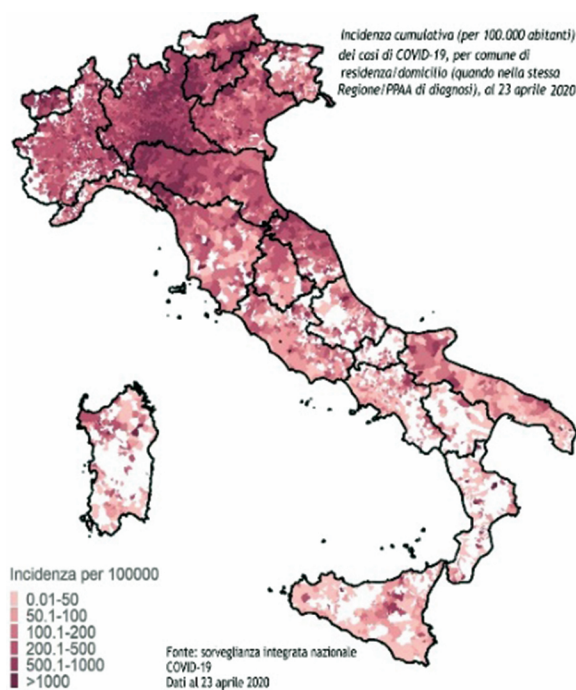 Incidenza cumulativa (per 100.000 abitanti)
dei casi di COVID-19, per comune di
residenza/domicilio (quando nella stessa
Regione/PPAA di diagnosi), al 23 aprile 2020
Incidenza per 100000
0.01-50
50.1-100
100.1-200
200.1-500
500.1-1000
>1000
Fonte: sorveglianza integrata nazionale
COVID-19
Dati al 23 aprile 2020